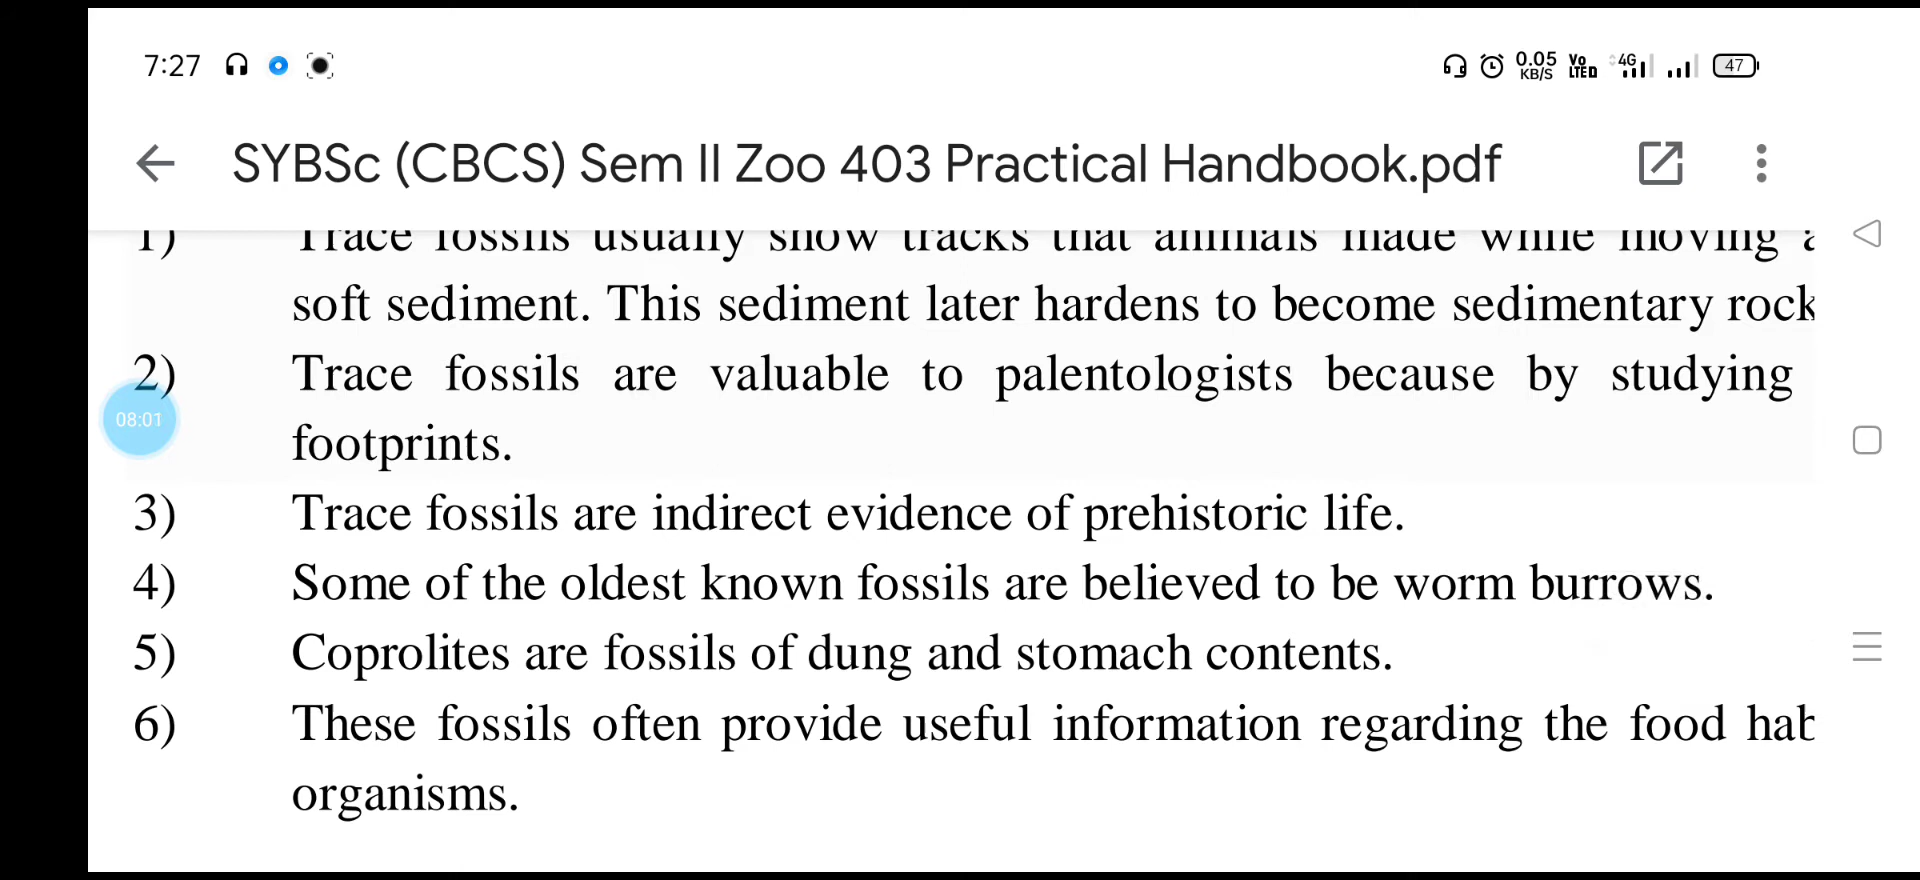 7:27 0.05 KB/S Vo LTE 4G 47
SYBSc (CBCS) Sem II Zoo 403 Practical Handbook.pdf
1) Trace fossils usually show tracks that animals made while moving
soft sediment. This sediment later hardens to become sedimentary rock
2) Trace fossils are valuable to palentologists because by studying
08:01
footprints.
3) Trace fossils are indirect evidence of prehistoric life.
4) Some of the oldest known fossils are believed to be worm burrows.
5) Coprolites are fossils of dung and stomach contents.
6) These fossils often provide useful information regarding the food hab
organisms.